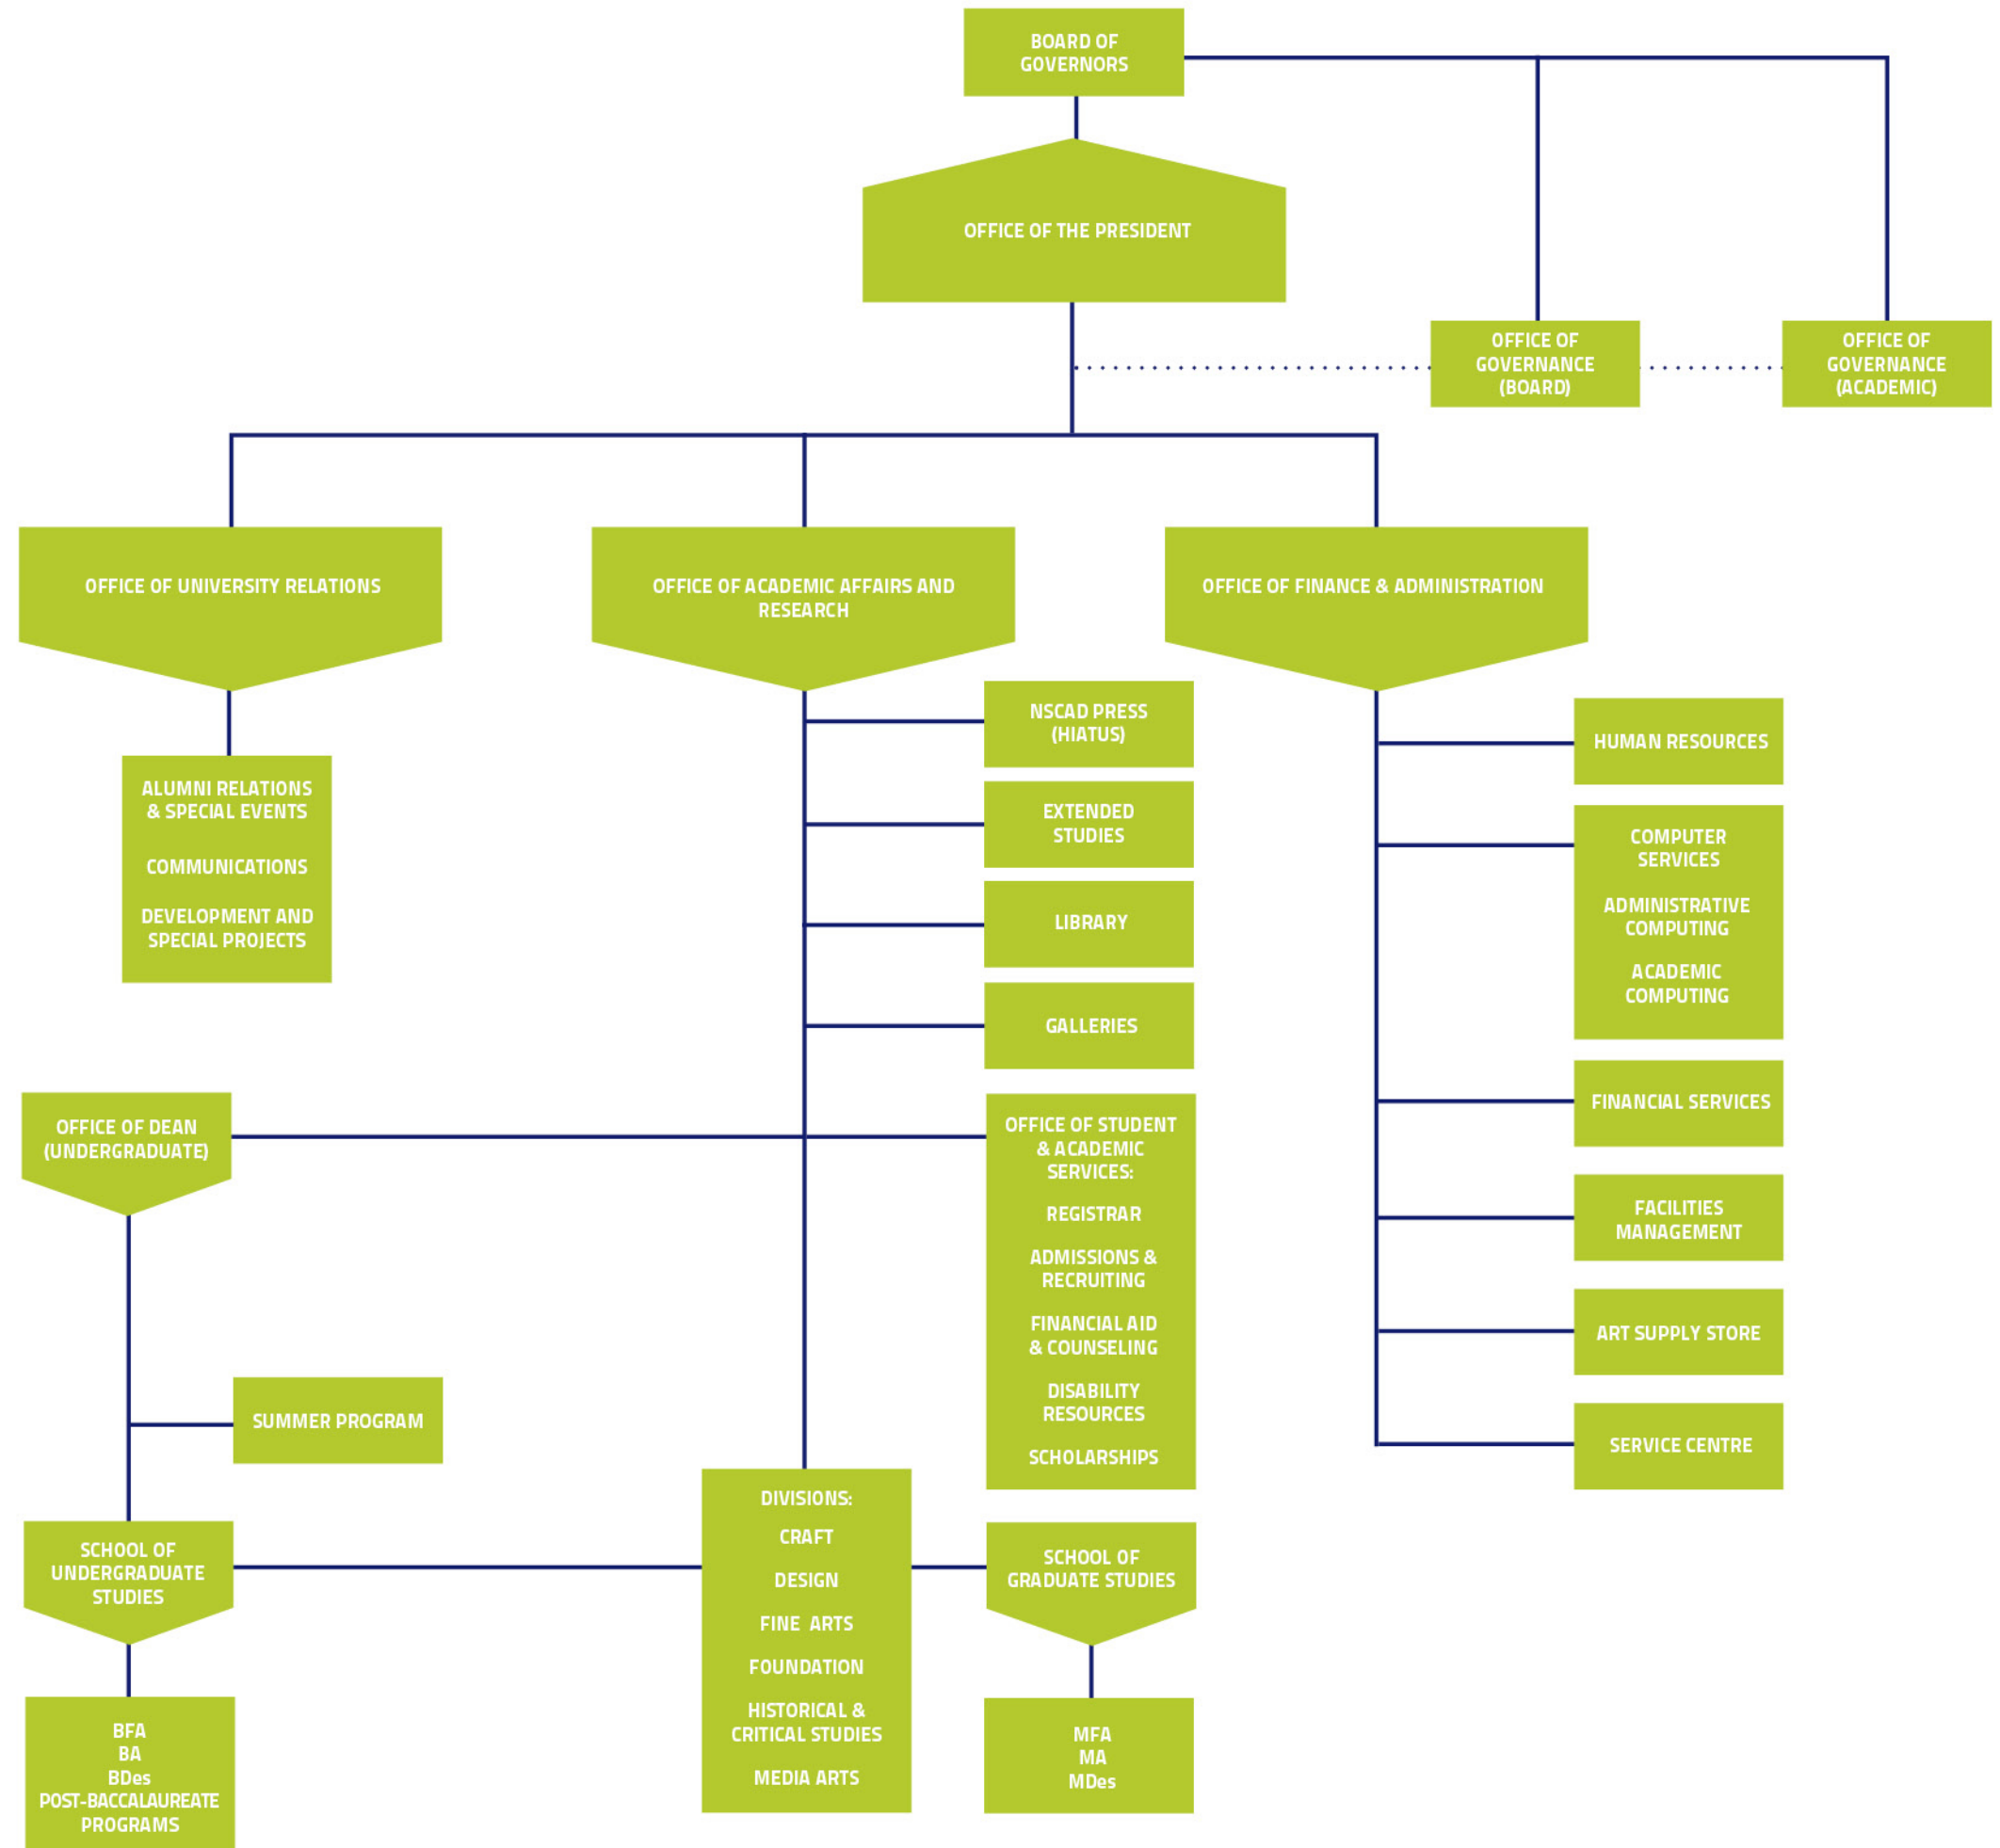 BOARD OF
GOVERNORS
OFFICE OF THE PRESIDENT
OFFICE OF
GOVERNANCE
(BOARD)
OFFICE OF
GOVERNANCE
(ACADEMIC)
OFFICE OF UNIVERSITY RELATIONS
OFFICE OF ACADEMIC AFFAIRS AND
RESEARCH
OFFICE OF FINANCE & ADMINISTRATION
ALUMNI RELATIONS
& SPECIAL EVENTS
COMMUNICATIONS
DEVELOPMENT AND
SPECIAL PROJECTS
NSCAD PRESS
(HIATUS)
EXTENDED
STUDIES
LIBRARY
GALLERIES
HUMAN RESOURCES
COMPUTER
SERVICES
ADMINISTRATIVE
COMPUTING
ACADEMIC
COMPUTING
FINANCIAL SERVICES
FACILITIES
MANAGEMENT
ART SUPPLY STORE
SERVICE CENTRE
OFFICE OF DEAN
(UNDERGRADUATE)
OFFICE OF STUDENT
& ACADEMIC
SERVICES:
REGISTRAR
ADMISSIONS &
RECRUITING
FINANCIAL AID
& COUNSELING
DISABILITY
RESOURCES
SCHOLARSHIPS
SUMMER PROGRAM
SCHOOL OF
UNDERGRADUATE
STUDIES
DIVISIONS:
CRAFT
DESIGN
FINE ARTS
FOUNDATION
HISTORICAL &
CRITICAL STUDIES
MEDIA ARTS
SCHOOL OF
GRADUATE STUDIES
BFA
BA
BDes
POST-BACCALAUREATE
PROGRAMS
MFA
MA
MDes